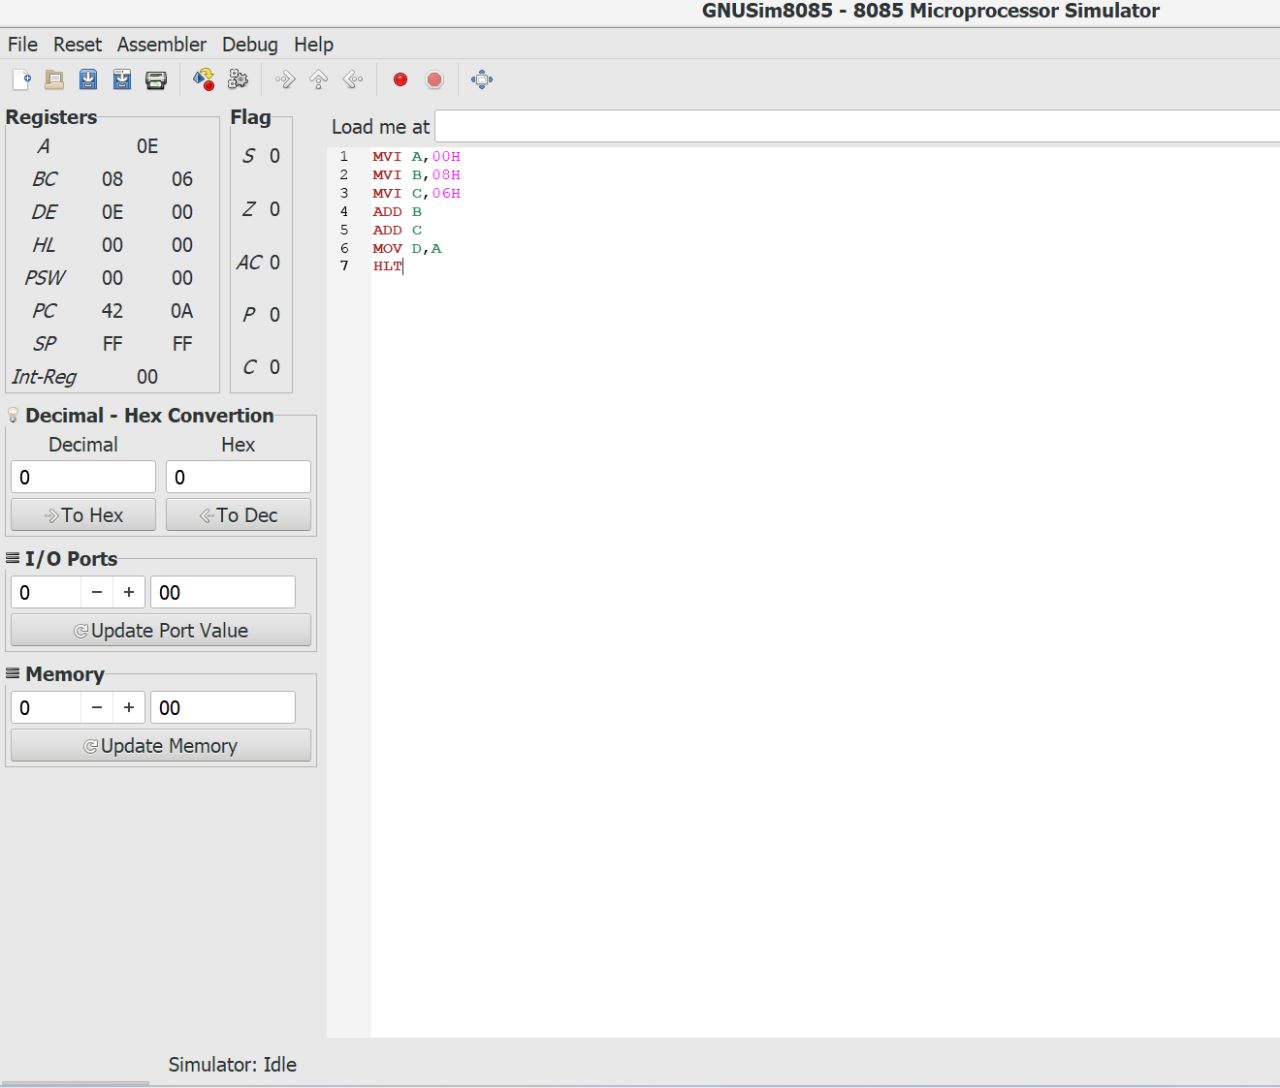 GNUSim8085 - 8085 Microprocessor Simulator
File Reset Assembler Debug Help
Registers
A 0E
BC 08 06
DE 0E 00
HL 00 00
PSW 00 00
PC 42 0A
SP FF FF
Int-Reg 00
Flag
S 0
Z 0
AC 0
P 0
C 0
Decimal - Hex Convertion
Decimal Hex
0 0
To Hex To Dec
I/O Ports
0 − + 00
Update Port Value
Memory
0 − + 00
Update Memory
Load me at
1 MVI A,00H
2 MVI B,08H
3 MVI C,06H
4 ADD B
5 ADD C
6 MOV D,A
7 HLT
Simulator: Idle